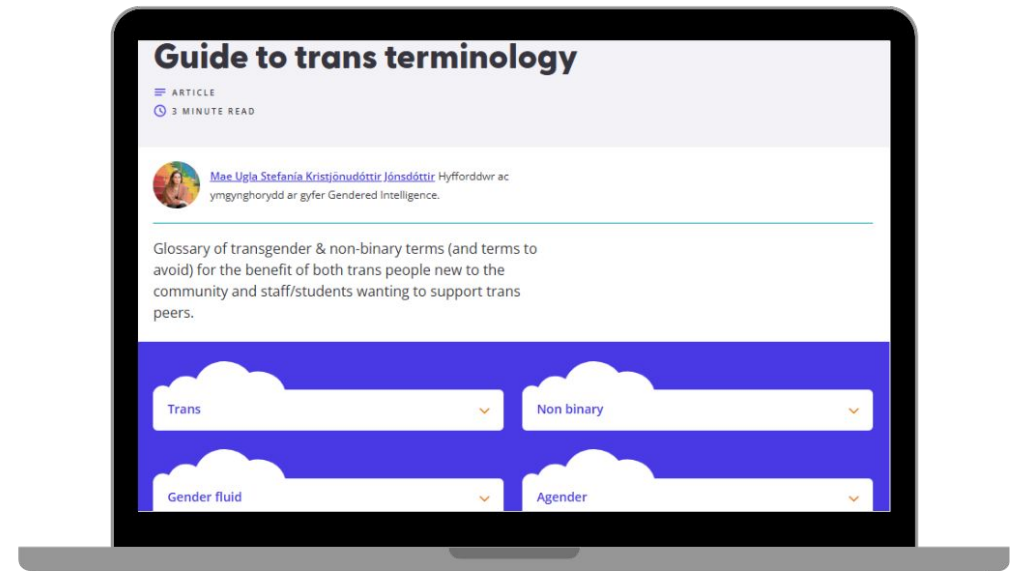 Guide to trans terminology
ARTICLE
3 MINUTE READ
Mae Ugla Stefanía Kristjönudóttir Jónsdóttir Hyfforddwr ac
ymgynghorydd ar gyfer Gendered Intelligence.
Glossary of transgender & non-binary terms (and terms to
avoid) for the benefit of both trans people new to the
community and staff/students wanting to support trans
peers.
Trans
Non binary
Gender fluid
Agender